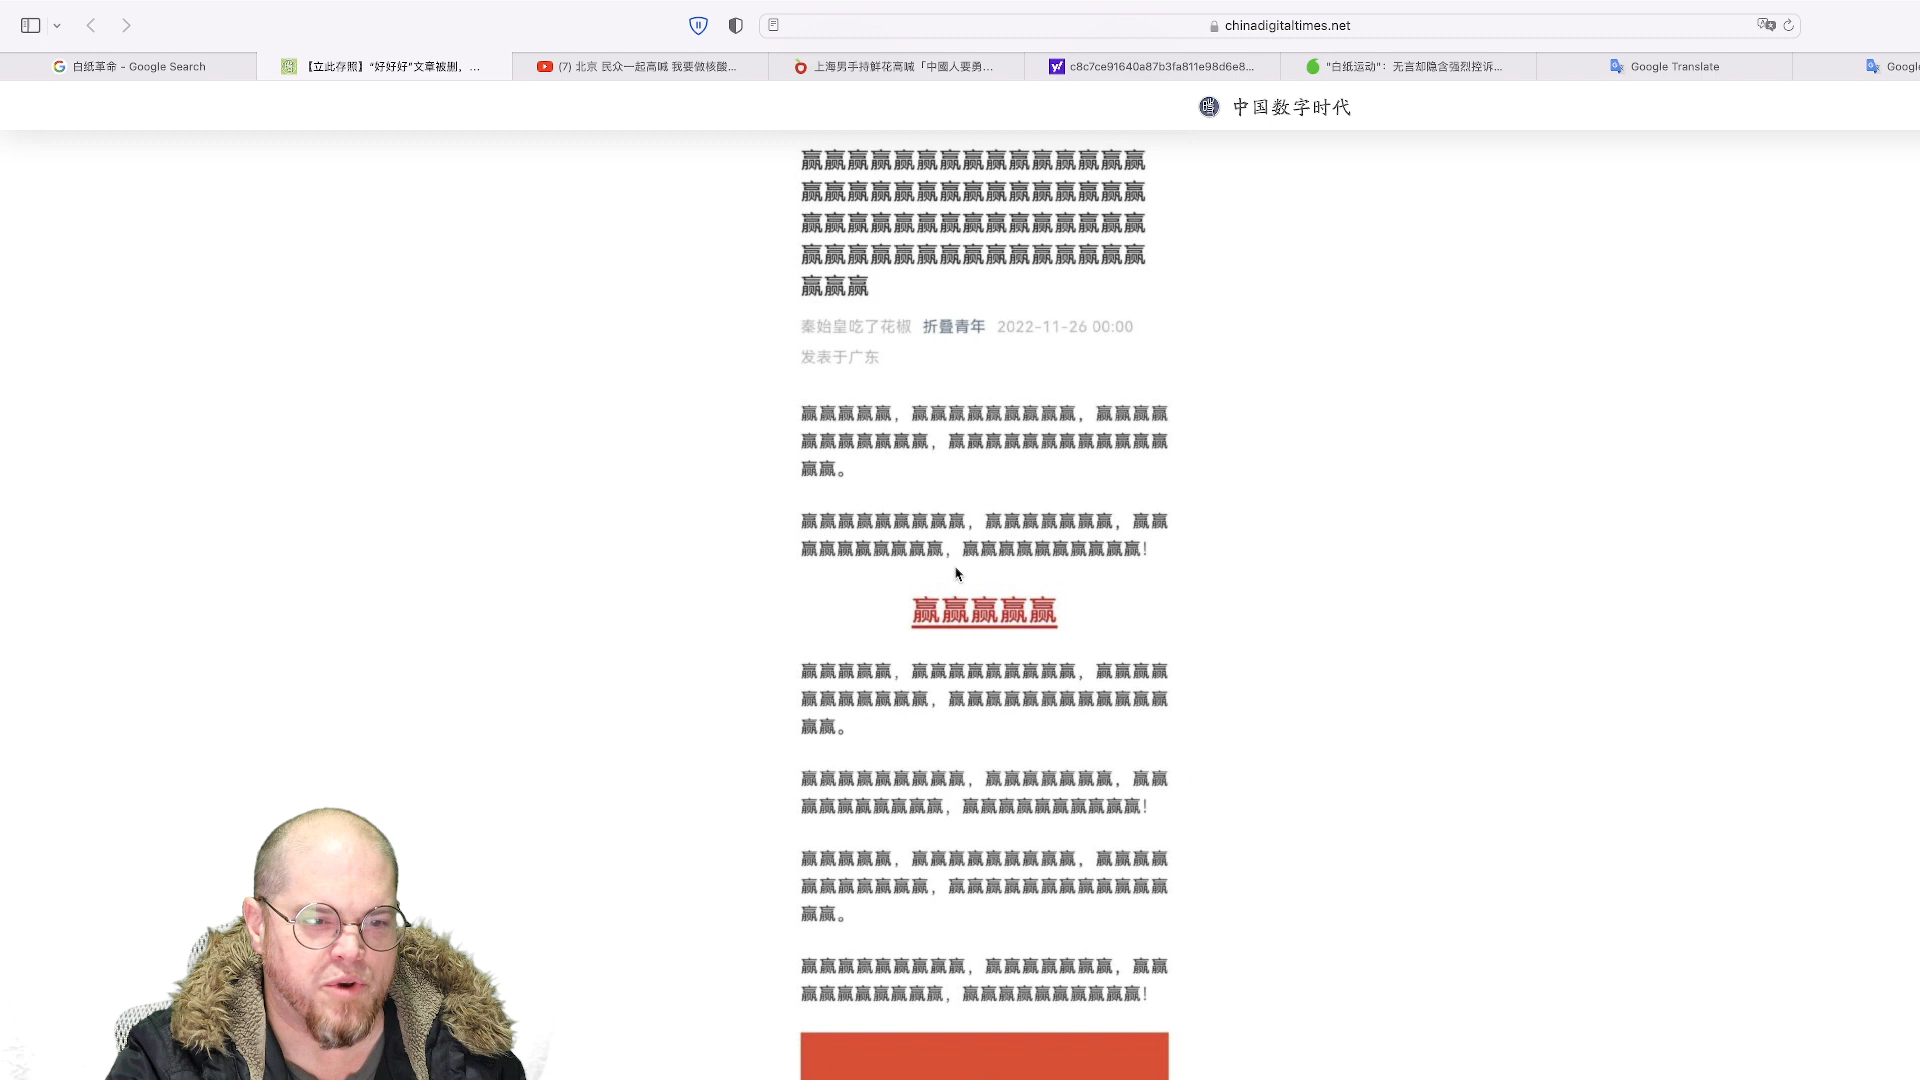 chinadigitaltimes.net
白纸革命 - Google Search
【立此存照】“好好好”文章被删，...
(7) 北京 民众一起高喊 我要做核酸...
上海男手持鮮花高喊「中國人要勇...
c8c7ce91640a87b3fa811e98d6e8...
“白纸运动”：无言却隐含强烈控诉...
Google Translate
Googl
中国数字时代
赢赢赢赢赢赢赢赢赢赢赢赢赢赢赢
赢赢赢赢赢赢赢赢赢赢赢赢赢赢赢
赢赢赢赢赢赢赢赢赢赢赢赢赢赢赢
赢赢赢赢赢赢赢赢赢赢赢赢赢赢赢
赢赢赢
秦始皇吃了花椒 折叠青年 2022-11-26 00:00
发表于广东
赢赢赢赢赢，赢赢赢赢赢赢赢赢赢，赢赢赢赢
赢赢赢赢赢赢赢，赢赢赢赢赢赢赢赢赢赢赢赢
赢赢。
赢赢赢赢赢赢赢赢赢，赢赢赢赢赢赢赢，赢赢
赢赢赢赢赢赢赢赢，赢赢赢赢赢赢赢赢赢赢！
赢赢赢赢赢
赢赢赢赢赢，赢赢赢赢赢赢赢赢赢，赢赢赢赢
赢赢赢赢赢赢赢，赢赢赢赢赢赢赢赢赢赢赢赢
赢赢。
赢赢赢赢赢赢赢赢赢，赢赢赢赢赢赢赢，赢赢
赢赢赢赢赢赢赢赢，赢赢赢赢赢赢赢赢赢赢！
赢赢赢赢赢，赢赢赢赢赢赢赢赢赢，赢赢赢赢
赢赢赢赢赢赢赢，赢赢赢赢赢赢赢赢赢赢赢赢
赢赢。
赢赢赢赢赢赢赢赢赢，赢赢赢赢赢赢赢，赢赢
赢赢赢赢赢赢赢赢，赢赢赢赢赢赢赢赢赢赢！